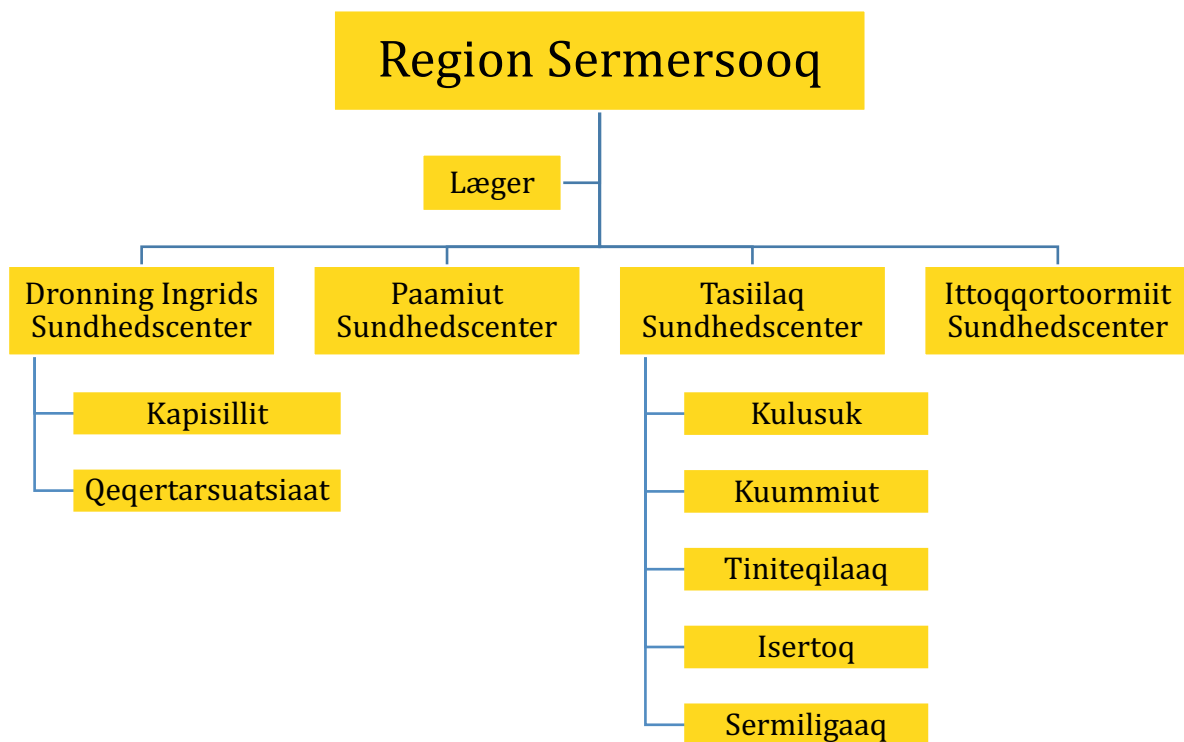 Region Sermersooq
Læger
Dronning Ingrids
Sundhedscenter
Paamiut
Sundhedscenter
Tasiilaq
Sundhedscenter
Ittoqqortoormiit
Sundhedscenter
Kapisillit
Qeqertarsuatsiaat
Kulusuk
Kuummiut
Tiniteqilaaq
Isertoq
Sermiligaaq